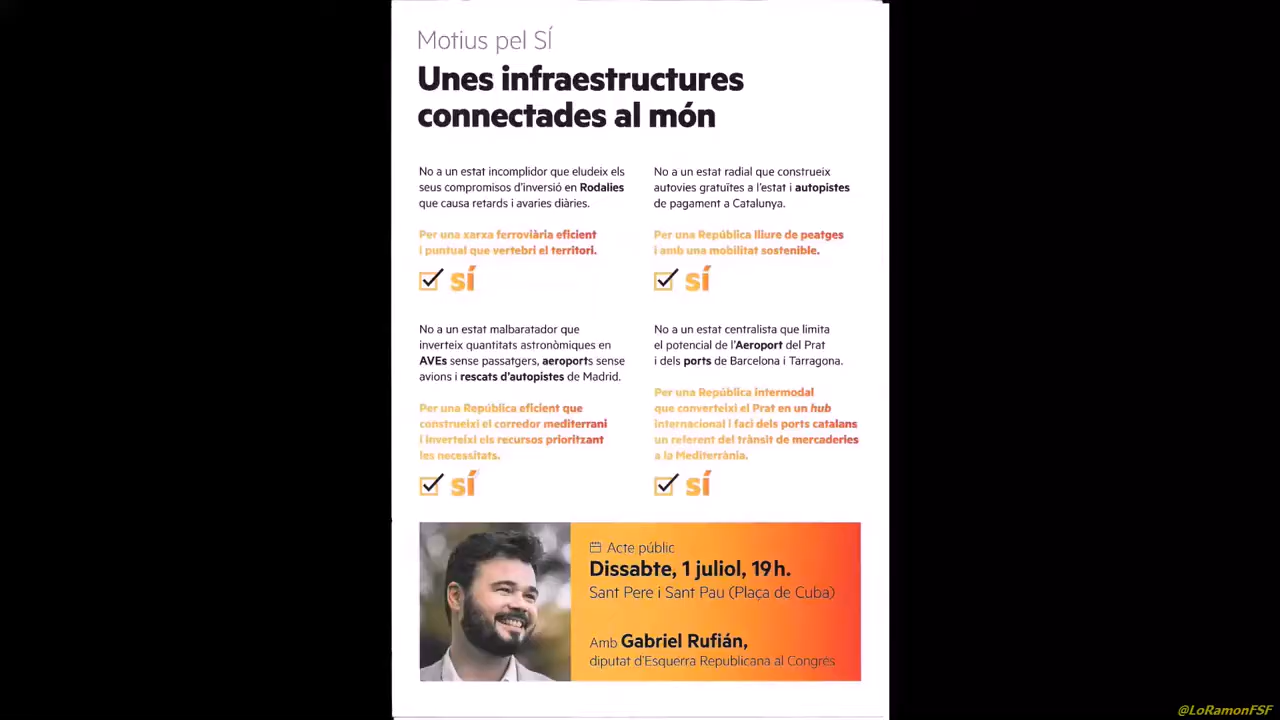 Motius pel SÍ
Unes infraestructures
connectades al món
No a un estat incomplidor que eludeix els
seus compromisos d'inversió en Rodalies
que causa retards i avaries diàries.
Per una xarxa ferroviària eficient
i puntual que vertebri el territori.
SÍ
No a un estat radial que construeix
autovies gratuïtes a l'estat i autopistes
de pagament a Catalunya.
Per una República lliure de peatges
i amb una mobilitat sostenible.
SÍ
No a un estat malbaratador que
inverteix quantitats astronòmiques en
AVEs sense passatgers, aeroports sense
avions i rescats d'autopistes de Madrid.
Per una República eficient que
construeixi el corredor mediterrani
i inverteixi els recursos prioritzant
les necessitats.
SÍ
No a un estat centralista que limita
el potencial de l'Aeroport del Prat
i dels ports de Barcelona i Tarragona.
Per una República intermodal
que converteixi el Prat en un hub
internacional i faci dels ports catalans
un referent del trànsit de mercaderies
a la Mediterrània.
SÍ
Acte públic
Dissabte, 1 juliol, 19h.
Sant Pere i Sant Pau (Plaça de Cuba)
Amb Gabriel Rufián,
diputat d'Esquerra Republicana al Congrés
@LoRamonFSF